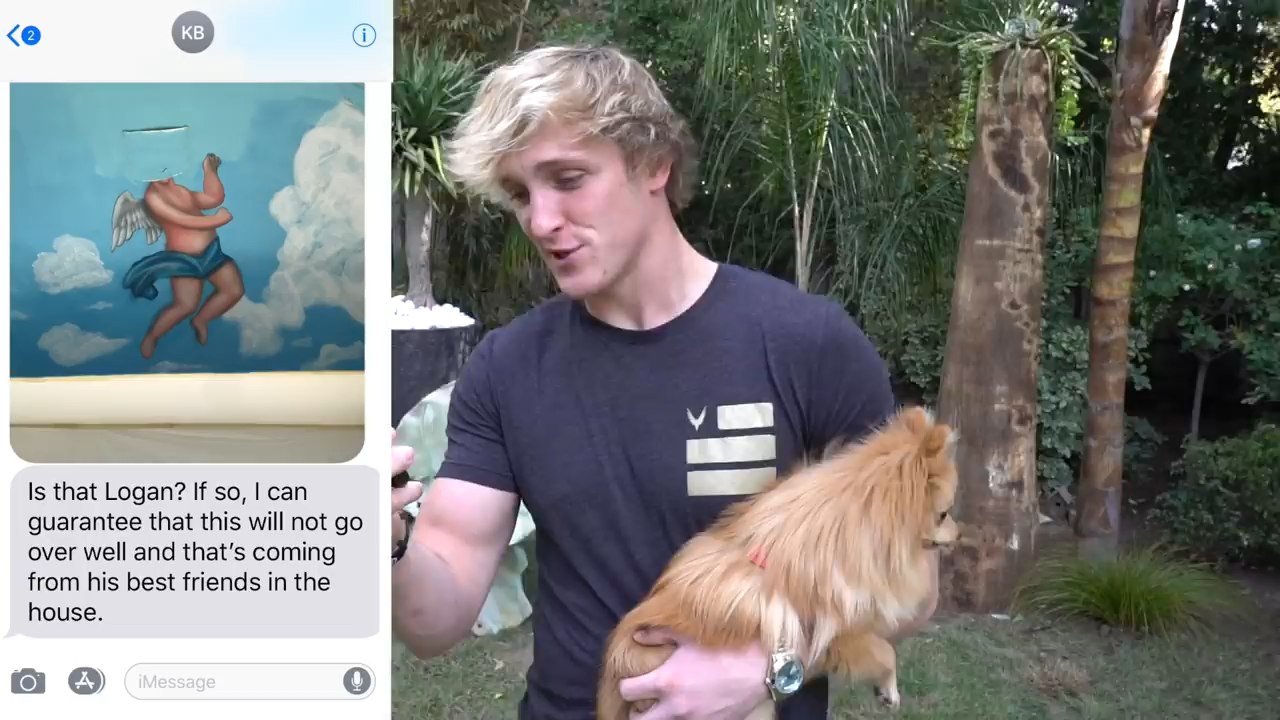 2
KB
i
Is that Logan? If so, I can
guarantee that this will not go
over well and that’s coming
from his best friends in the
house.
iMessage